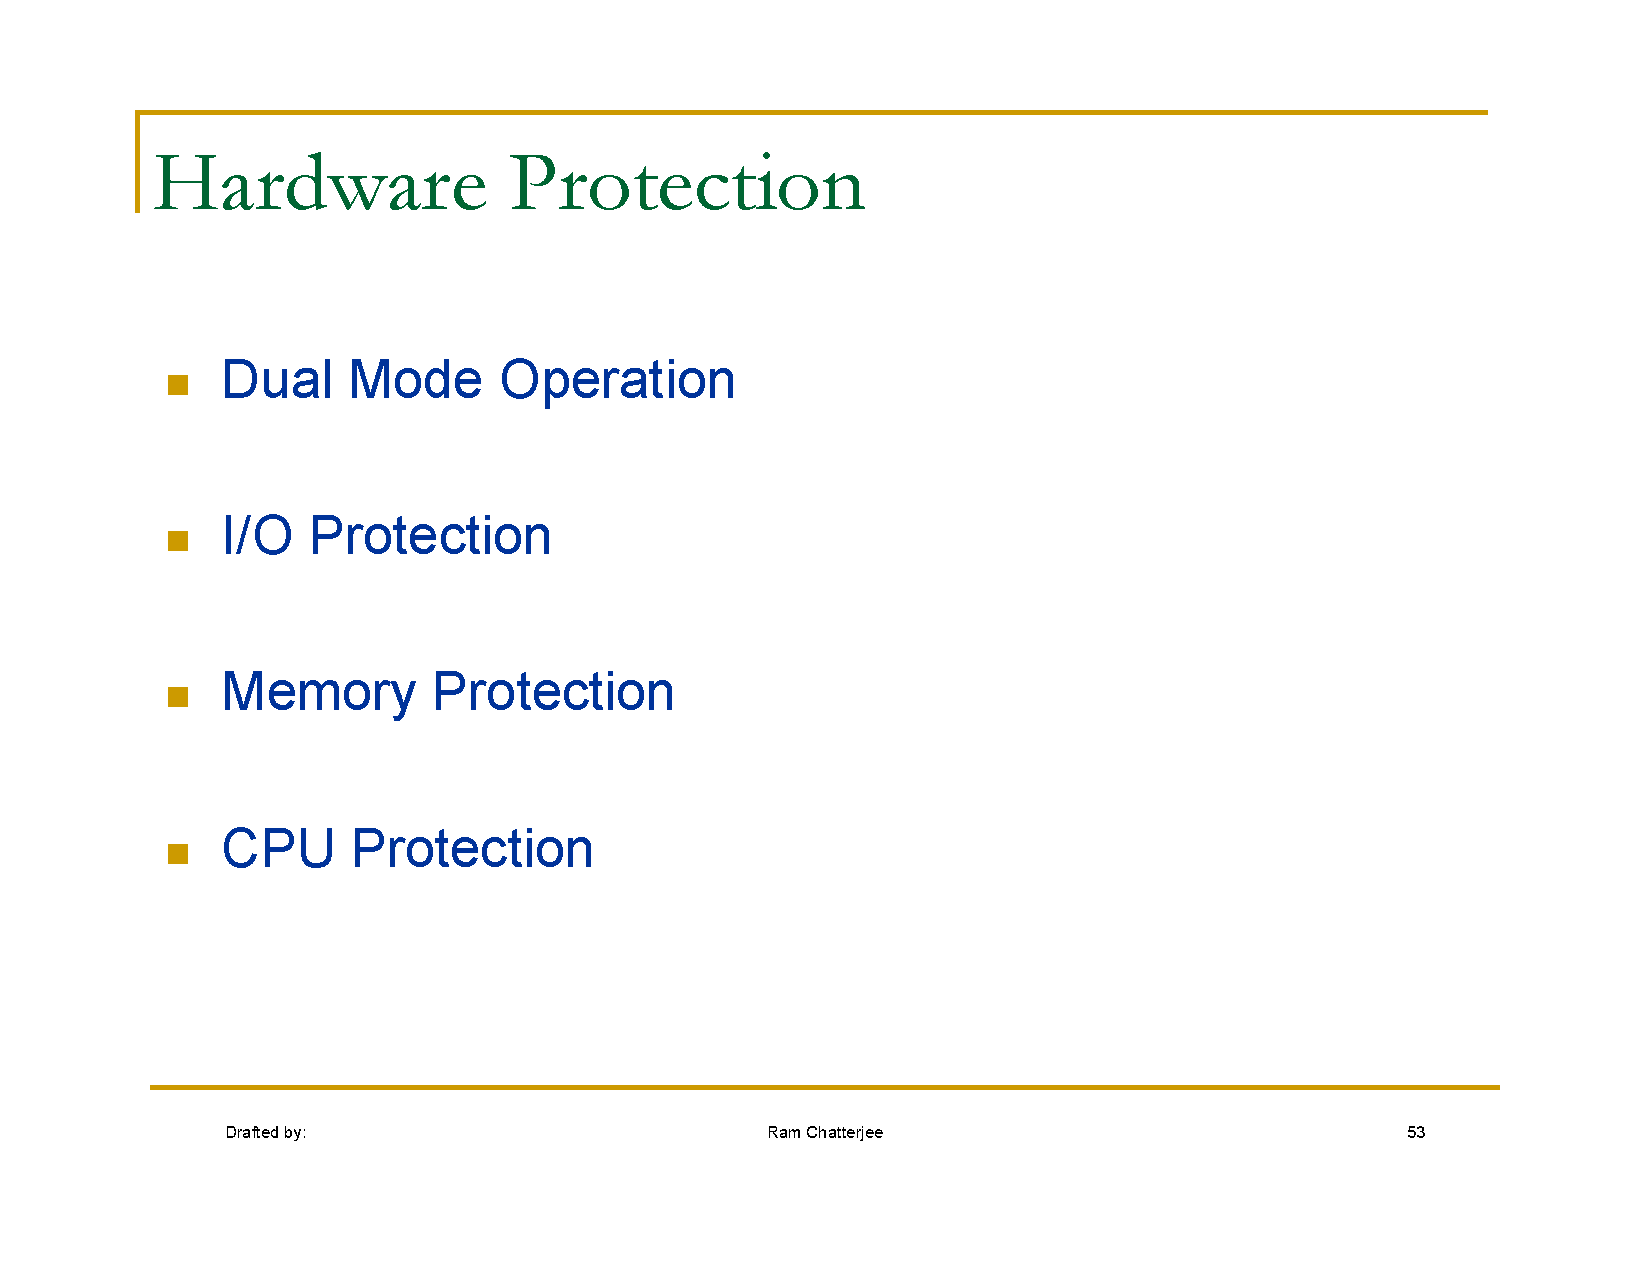 Hardware Protection
Dual Mode Operation
I/O Protection
Memory Protection
CPU Protection
Drafted by: Ram Chatterjee 53